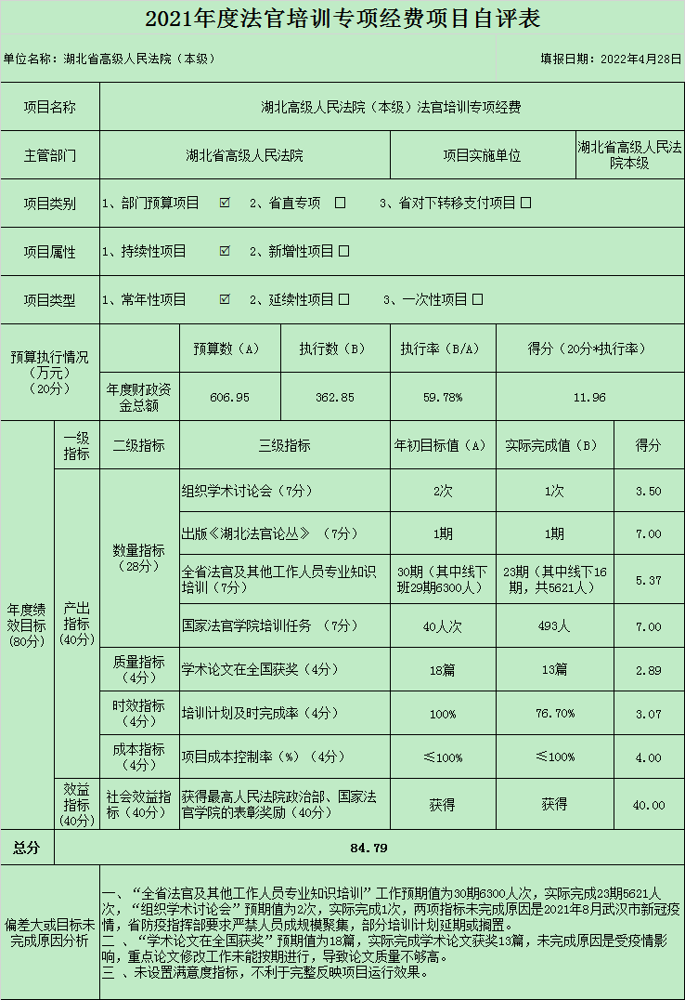 2021年度法官培训专项经费项目自评表
单位名称：湖北省高级人民法院（本级）
填报日期：2022年4月28日
项目名称
湖北高级人民法院（本级）法官培训专项经费
主管部门
湖北省高级人民法院
项目实施单位
湖北省高级人民法
院本级
项目类别
1、部门预算项目 ☑ 2、省直专项 □ 3、省对下转移支付项目 □
项目属性
1、持续性项目 ☑ 2、新增性项目 □
项目类型
1、常年性项目 ☑ 2、延续性项目 □ 3、一次性项目 □
预算执行情况
（万元）
（20分）
预算数（A）
执行数（B）
执行率（B/A）
得分（20分*执行率）
年度财政资
金总额
606.95
362.85
59.78%
11.96
年度绩
效目标
(80分)
一级
指标
二级指标
三级指标
年初目标值（A）
实际完成值（B）
得分
产出
指标
(40分)
数量指标
（28分）
组织学术讨论会（7分）
2次
1次
3.50
出版《湖北法官论丛》 （7分）
1期
1期
7.00
全省法官及其他工作人员专业知识
培训（7分）
30期（其中线下
班29期6300人）
23期（其中线下16
期，共5621人）
5.37
国家法官学院培训任务 （7分）
40人次
493人
7.00
质量指标
（4分）
学术论文在全国获奖（4分）
18篇
13篇
2.89
时效指标
（4分）
培训计划及时完成率（4分）
100%
76.70%
3.07
成本指标
（4分）
项目成本控制率（%）（4分）
≤100%
≤100%
4.00
效益
指标
(40分)
社会效益指
标（40分）
获得最高人民法院政治部、国家法
官学院的表彰奖励（40分）
获得
获得
40.00
总分
84.79
偏差大或目标未
完成原因分析
一、“全省法官及其他工作人员专业知识培训”工作预期值为30期6300人次，实际完成23期5621人
次，“组织学术讨论会”预期值为2次，实际完成1次，两项指标未完成原因是2021年8月武汉市新冠疫
情，省防疫指挥部要求严禁人员成规模聚集，部分培训计划延期或搁置。
二 、“学术论文在全国获奖”预期值为18篇，实际完成学术论文获奖13篇，未完成原因是受疫情影
响，重点论文修改工作未能按期进行，导致论文质量不够高。
三 、未设置满意度指标，不利于完整反映项目运行效果。